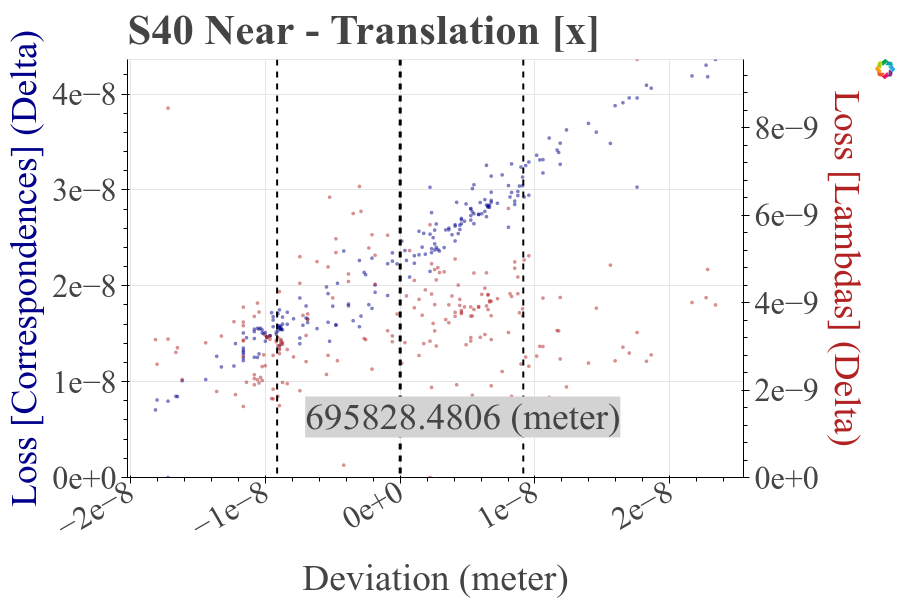 S40 Near - Translation [x]
Loss [Correspondences] (Delta)
4e−8
3e−8
2e−8
1e−8
0e+0
8e−9
6e−9
4e−9
2e−9
0e+0
Loss [Lambdas] (Delta)
695828.4806 (meter)
−2e−8
−1e−8
0e+0
1e−8
2e−8
Deviation (meter)